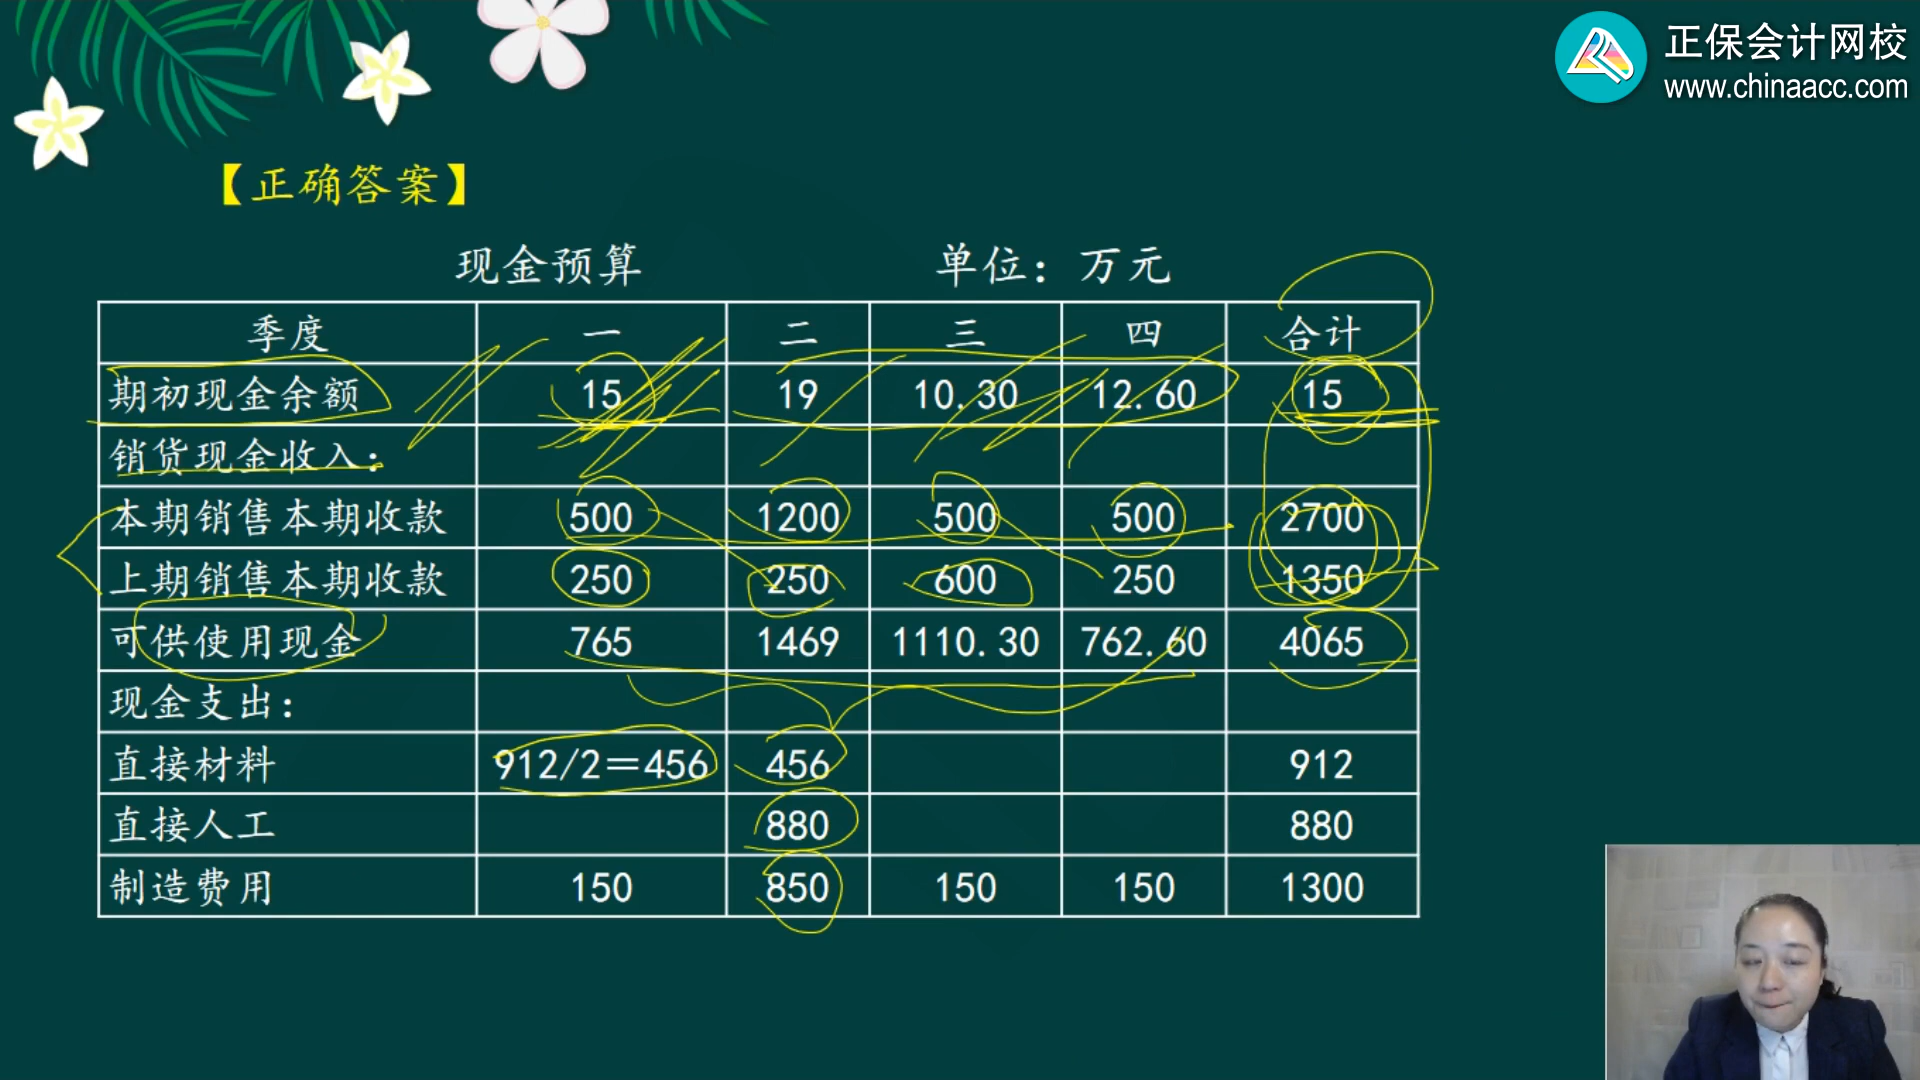 正保会计网校
www.chinaacc.com
【正确答案】
现金预算 单位：万元
季度 一 二 三 四 合计
期初现金余额 15 19 10.30 12.60 15
销货现金收入：
本期销售本期收款 500 1200 500 500 2700
上期销售本期收款 250 250 600 250 1350
可供使用现金 765 1469 1110.30 762.60 4065
现金支出：
直接材料 912/2＝456 456 912
直接人工 880 880
制造费用 150 850 150 150 1300